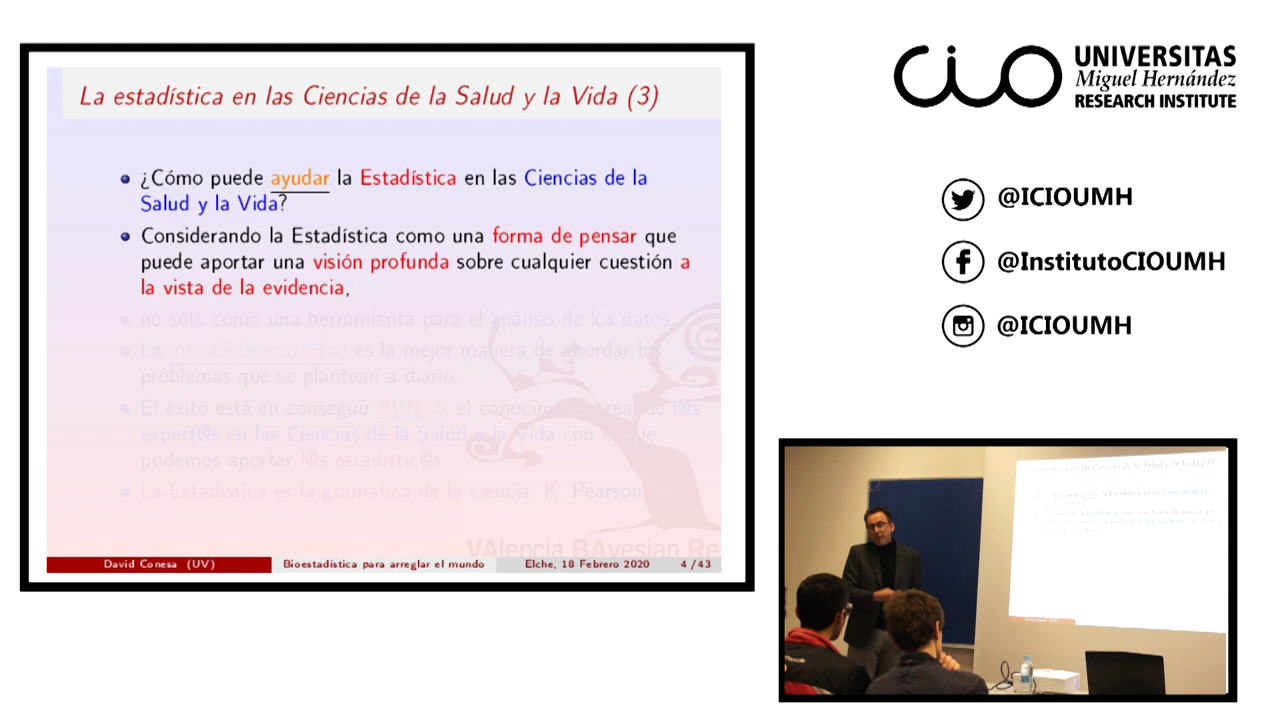 La estadística en las Ciencias de la Salud y la Vida (3)
¿Cómo puede ayudar la Estadística en las Ciencias de la
Salud y la Vida?
Considerando la Estadística como una forma de pensar que
puede aportar una visión profunda sobre cualquier cuestión a
la vista de la evidencia,
no sólo como una herramienta para el análisis de los datos.
La interdisciplinariedad es la mejor manera de abordar los
problemas que se plantean a diario.
El éxito está en conseguir AUNAR el conocimiento real de l@s
expert@s en las Ciencias de la Salud y la Vida con el que
podemos aportar l@s estadístic@s.
La Estadística es la gramática de la ciencia, K. Pearson
VAlencia BAyesian Re
David Conesa (UV)
Bioestadística para arreglar el mundo
Elche, 18 Febrero 2020
4 / 43
cio
UNIVERSITAS
Miguel Hernández
RESEARCH INSTITUTE
@ICIOUMH
@InstitutoCIOUMH
@ICIOUMH